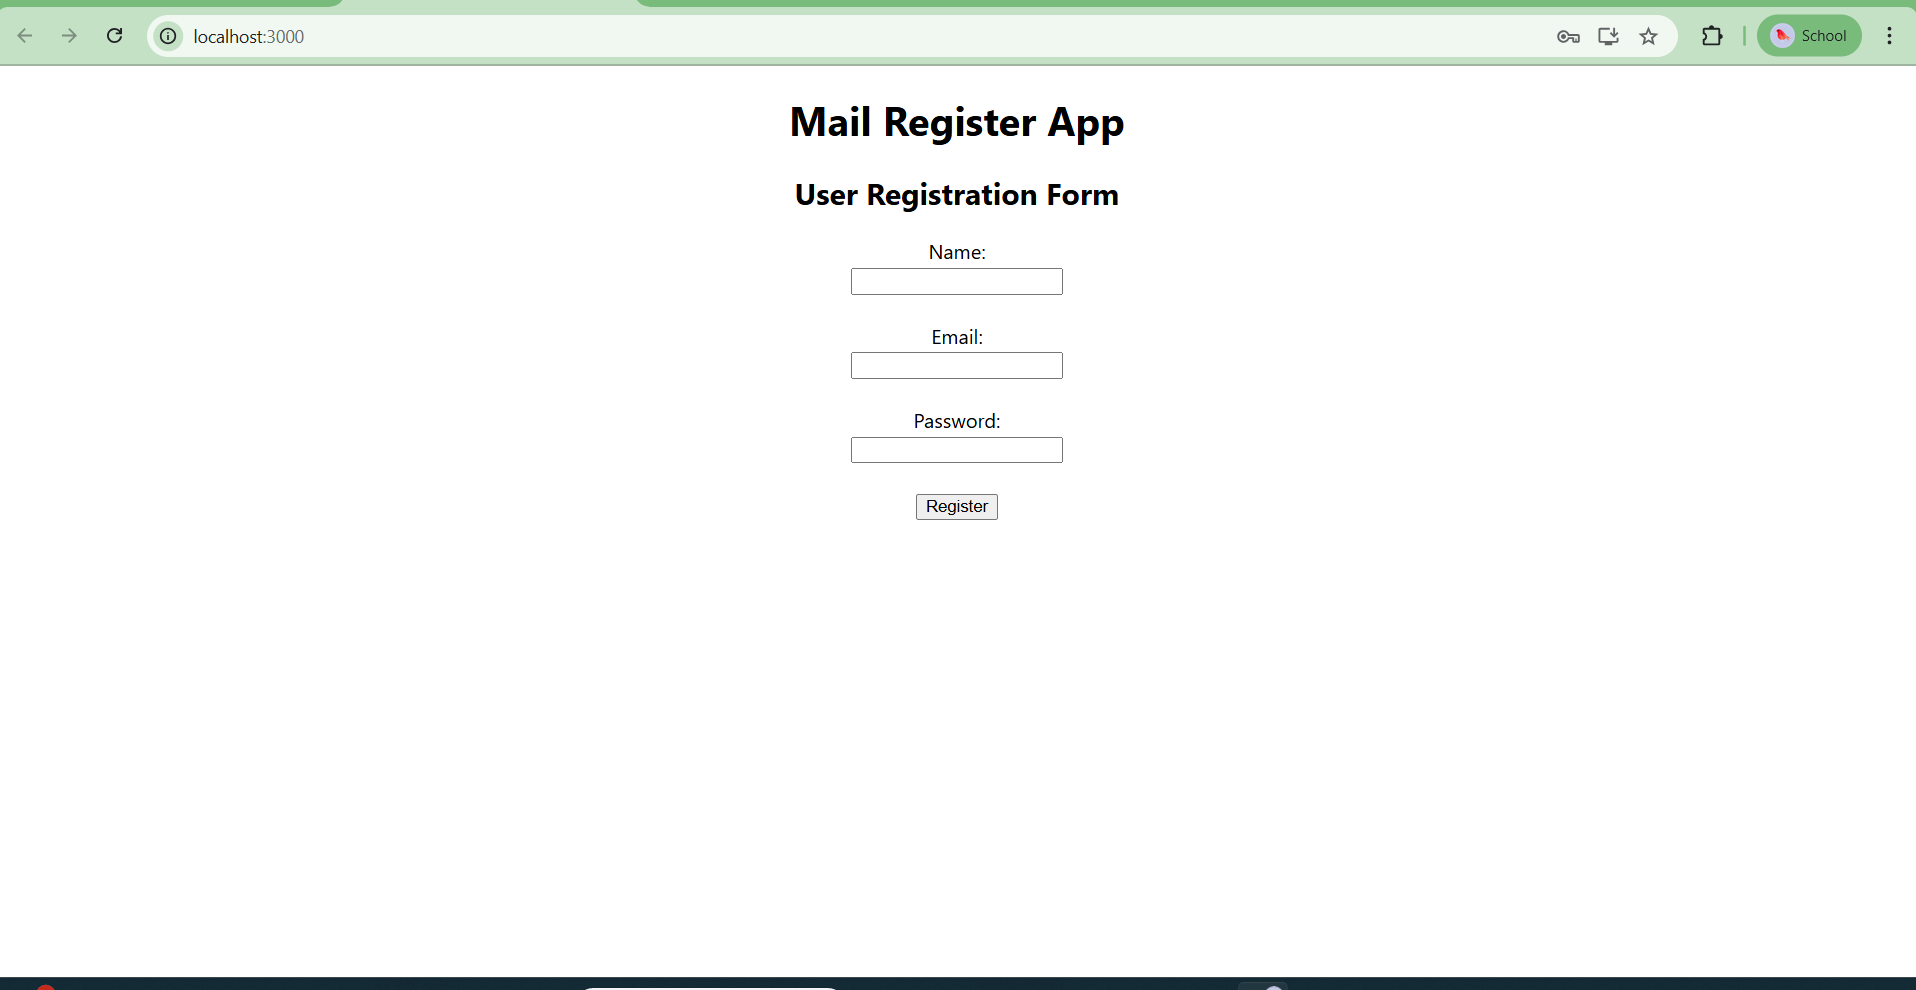 localhost:3000
School
Mail Register App
User Registration Form
Name:
Email:
Password:
Register